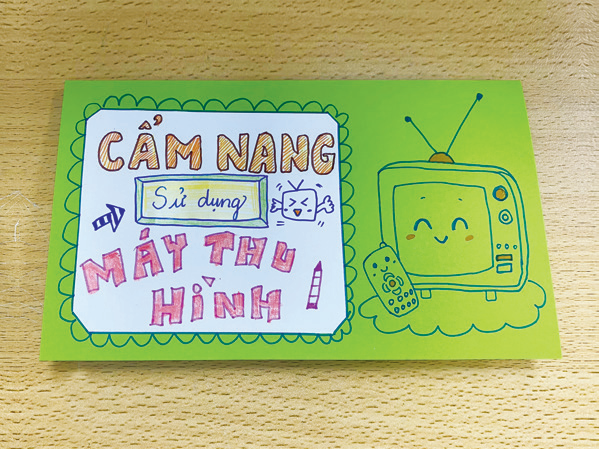 CẨM NANG
Sử dụng
MÁY THU
HÌNH